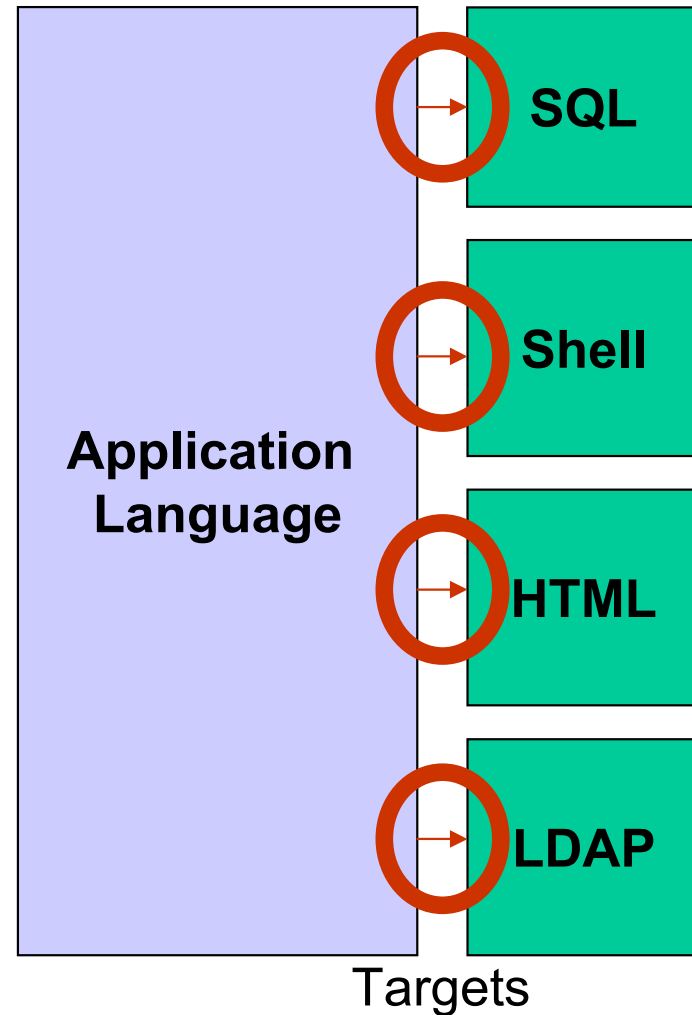 SQL
Shell
Application
Language
HTML
LDAP
Targets